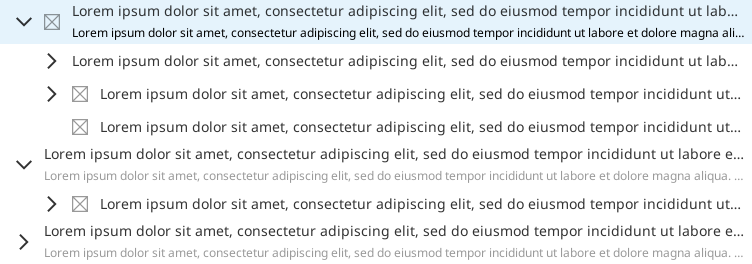 Lorem ipsum dolor sit amet, consectetur adipiscing elit, sed do eiusmod tempor incididunt ut lab...
Lorem ipsum dolor sit amet, consectetur adipiscing elit, sed do eiusmod tempor incididunt ut labore et dolore magna ali...
Lorem ipsum dolor sit amet, consectetur adipiscing elit, sed do eiusmod tempor incididunt ut lab...
Lorem ipsum dolor sit amet, consectetur adipiscing elit, sed do eiusmod tempor incididunt ut...
Lorem ipsum dolor sit amet, consectetur adipiscing elit, sed do eiusmod tempor incididunt ut...
Lorem ipsum dolor sit amet, consectetur adipiscing elit, sed do eiusmod tempor incididunt ut labore e...
Lorem ipsum dolor sit amet, consectetur adipiscing elit, sed do eiusmod tempor incididunt ut labore et dolore magna aliqua. ...
Lorem ipsum dolor sit amet, consectetur adipiscing elit, sed do eiusmod tempor incididunt ut...
Lorem ipsum dolor sit amet, consectetur adipiscing elit, sed do eiusmod tempor incididunt ut labore e...
Lorem ipsum dolor sit amet, consectetur adipiscing elit, sed do eiusmod tempor incididunt ut labore et dolore magna aliqua. ...